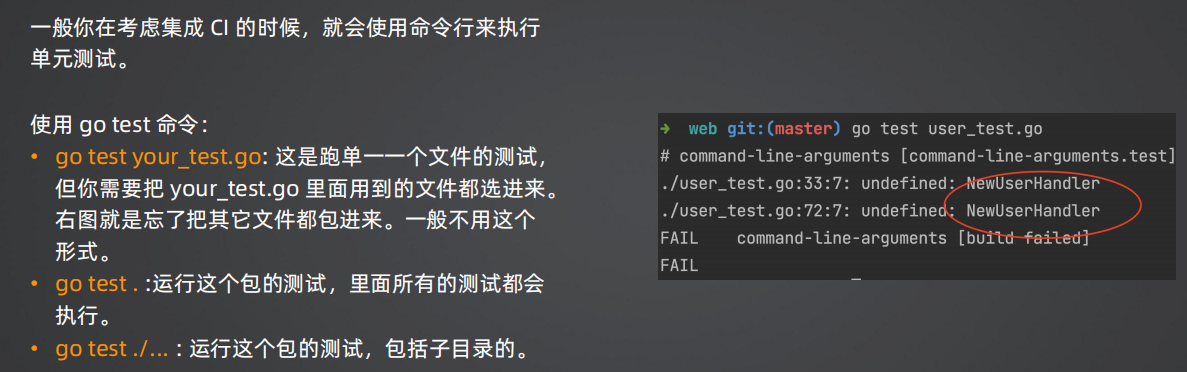 一般你在考虑集成 CI 的时候，就会使用命令行来执行
单元测试。
使用 go test 命令：
• go test your_test.go: 这是跑单一一个文件的测试，
但你需要把 your_test.go 里面用到的文件都选进来。
右图就是忘了把其它文件都包进来。一般不用这个
形式。
• go test . :运行这个包的测试，里面所有的测试都会
执行。
• go test ./... : 运行这个包的测试，包括子目录的。
➜ web git:(master) go test user_test.go
# command-line-arguments [command-line-arguments.test]
./user_test.go:33:7: undefined: NewUserHandler
./user_test.go:72:7: undefined: NewUserHandler
FAIL command-line-arguments [build failed]
FAIL